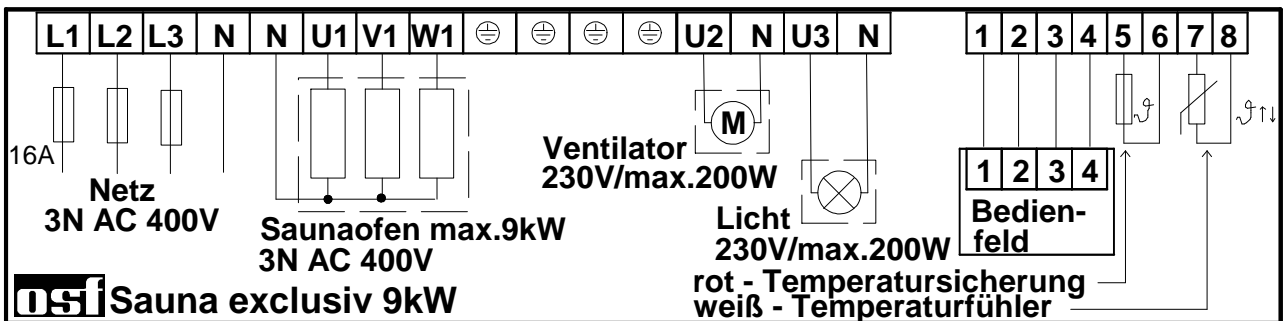 L1 L2 L3 N N U1 V1 W1 U2 N U3 N 1 2 3 4 5 6 7 8
16A
ϑ
ϑ↑↓
M
Netz
3N AC 400V
Saunaofen max.9kW
3N AC 400V
Ventilator
230V/max.200W
Licht
230V/max.200W
1 2 3 4
Bedien-
feld
rot - Temperatursicherung
weiß - Temperaturfühler
osf Sauna exclusiv 9kW